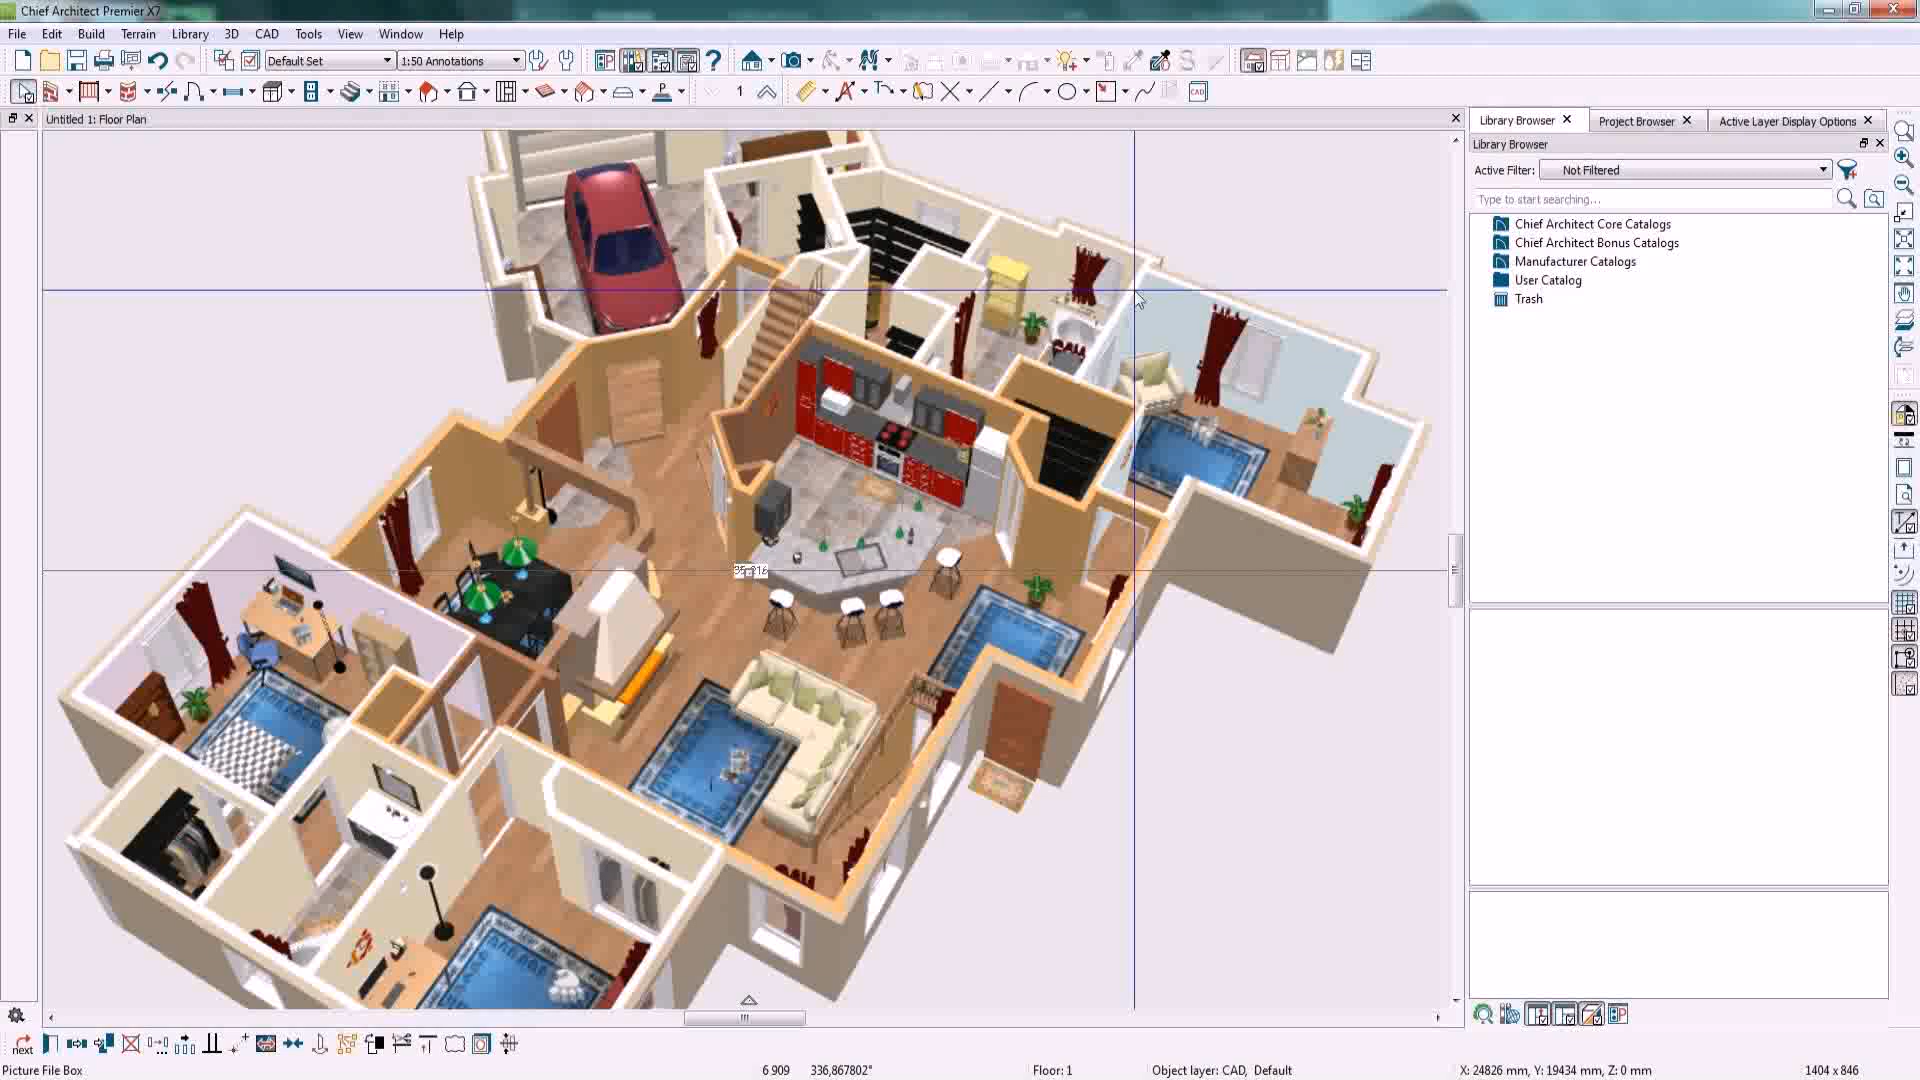 Chief Architect Premier X7
File Edit Build Terrain Library 3D CAD Tools View Window Help
Default Set 1:50 Annotations
1 CAD
Untitled 1: Floor Plan
Library Browser Project Browser Active Layer Display Options
Library Browser
Active Filter: Not Filtered
Type to start searching...
Chief Architect Core Catalogs
Chief Architect Bonus Catalogs
Manufacturer Catalogs
User Catalog
Trash
next
Picture File Box 6 909 336,867802° Floor: 1 Object layer: CAD, Default X: 24826 mm, Y: 19434 mm, Z: 0 mm 1404 x 846